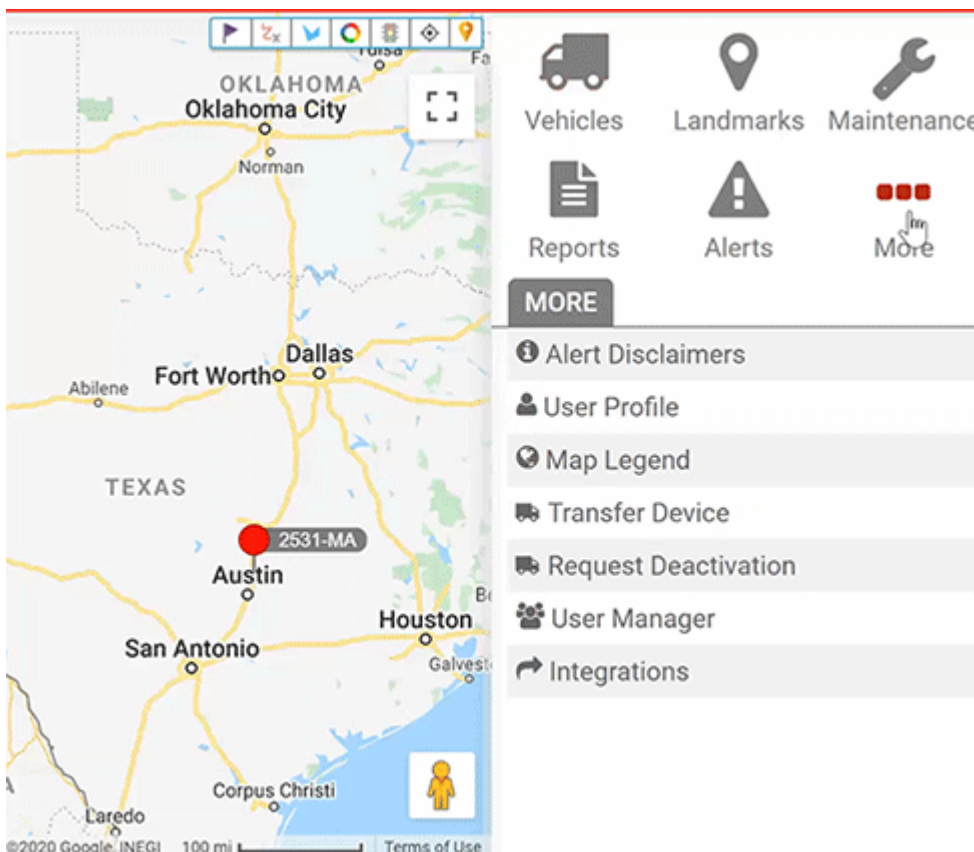 Tulsa
OKLAHOMA
Oklahoma City
Norman
Dallas
Fort Worth
Abilene
TEXAS
2531-MA
Austin
Houston
San Antonio
Galvest
Corpus Christi
Laredo
©2020 Google, INEGI 100 mi Terms of Use
Vehicles Landmarks Maintenance
Reports Alerts More
MORE
Alert Disclaimers
User Profile
Map Legend
Transfer Device
Request Deactivation
User Manager
Integrations